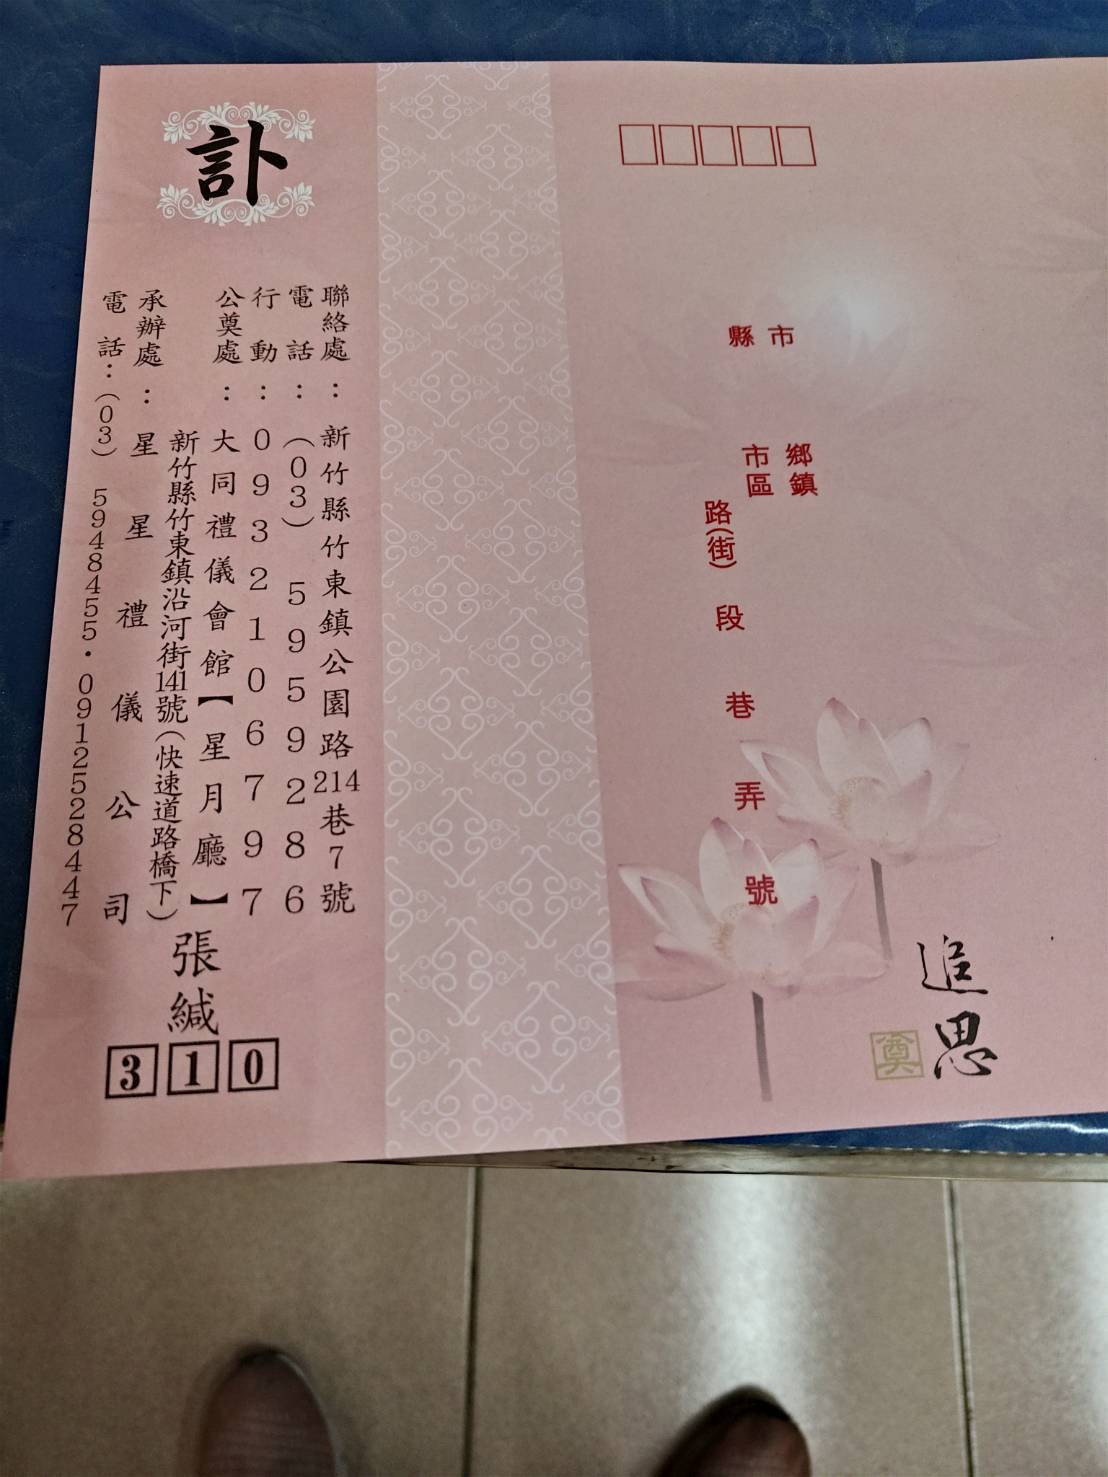 訃
聯絡處：新竹縣竹東鎮公園路214巷7號
電話：（03）5959286
行動：0932106797
公奠處：大同禮儀會館【星月廳】
新竹縣竹東鎮沿河街141號（快速道路橋下）
承辦處：星星禮儀公司
電話：（03）5948455．0912528447
張緘
310
縣市
鄉鎮
市區
路（街）段巷弄號
追思
奠